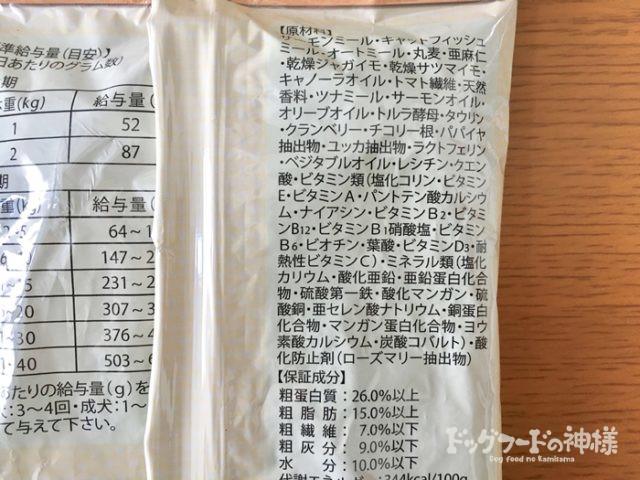 準給与量(目安)】
日あたりのグラム数)
期
重(kg)
給与量(
1
52
2
87
期
(kg)
給与量(
5
64～1
147～2
231～2
20
307～3
30
376～4
～40
503～6
あたりの給与量(g)を
犬:3～4回・成犬:1～
て与えて下さい。
【原材料】
サーモンミール・キャットフィッシュ
ミール・オートミール・丸麦・亜麻仁
・乾燥ジャガイモ・乾燥サツマイモ・
キャノーラオイル・トマト繊維・天然
香料・ツナミール・サーモンオイル・
オリーブオイル・トルラ酵母・タウリン
・クランベリー・チコリー根・パパイヤ
抽出物・ユッカ抽出物・ラクトフェリン
・ベジタブルオイル・レシチン・クエン
酸・ビタミン類(塩化コリン・ビタミン
E・ビタミンA・パントテン酸カルシウ
ム・ナイアシン・ビタミンB2・ビタミ
ンB12・ビタミンB1硝酸塩・ビタミン
B6・ビオチン・葉酸・ビタミンD3・耐
熱性ビタミンC)・ミネラル類(塩化
カリウム・酸化亜鉛・亜鉛蛋白化合
物・硫酸第一鉄・酸化マンガン・硫
酸銅・亜セレン酸ナトリウム・銅蛋白
化合物・マンガン蛋白化合物・ヨウ
素酸カルシウム・炭酸コバルト)・酸
化防止剤(ローズマリー抽出物)
【保証成分】
粗蛋白質:26.0%以上
粗脂肪:15.0%以上
粗繊維:7.0%以下
粗灰分:9.0%以下
水分:10.0%以下
代謝エネルギー:344kcal/100g
ドッグフードの神様
Dog food no Kamisama